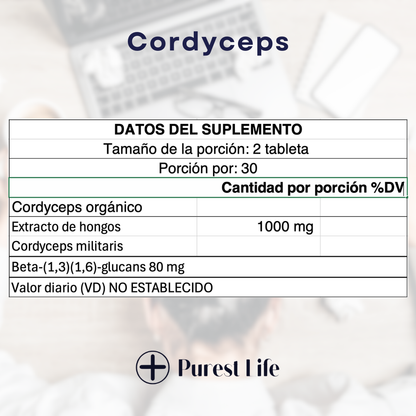 Cordyceps
DATOS DEL SUPLEMENTO
Tamaño de la porción: 2 tableta
Porción por: 30
Cantidad por porción %DV
Cordyceps orgánico
Extracto de hongos 1000 mg
Cordyceps militaris
Beta-(1,3)(1,6)-glucans 80 mg
Valor diario (VD) NO ESTABLECIDO
Purest Life